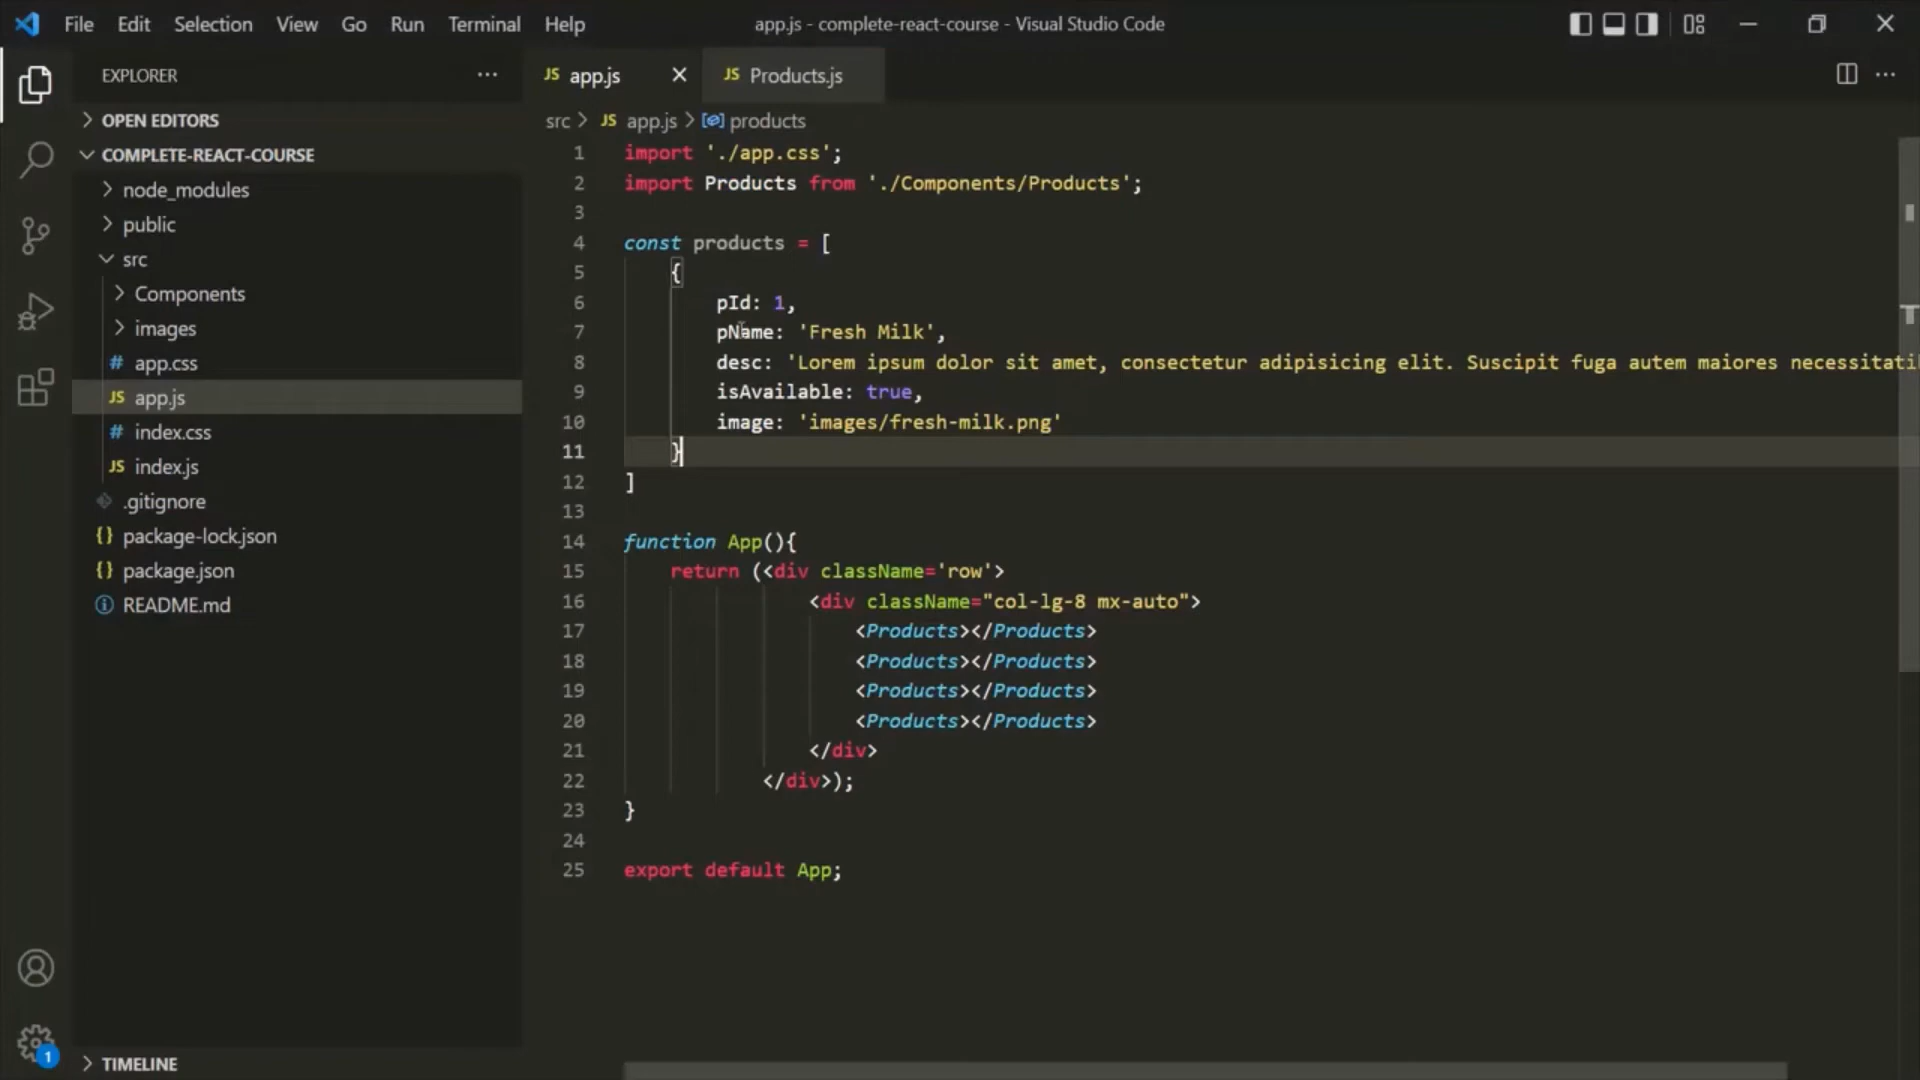 File Edit Selection View Go Run Terminal Help
app.js - complete-react-course - Visual Studio Code
EXPLORER
OPEN EDITORS
COMPLETE-REACT-COURSE
node_modules
public
src
Components
images
# app.css
JS app.js
# index.css
JS index.js
.gitignore
{} package-lock.json
{} package.json
README.md
1
TIMELINE
JS app.js
JS Products.js
src > JS app.js > products
1 import './app.css';
2 import Products from './Components/Products';
3
4 const products = [
5 {
6 pId: 1,
7 pName: 'Fresh Milk',
8 desc: 'Lorem ipsum dolor sit amet, consectetur adipisicing elit. Suscipit fuga autem maiores
9 isAvailable: true,
10 image: 'images/fresh-milk.png'
11 }
12 ]
13
14 function App(){
15 return (<div className='row'>
16 <div className="col-lg-8 mx-auto">
17 <Products></Products>
18 <Products></Products>
19 <Products></Products>
20 <Products></Products>
21 </div>
22 </div>);
23 }
24
25 export default App;